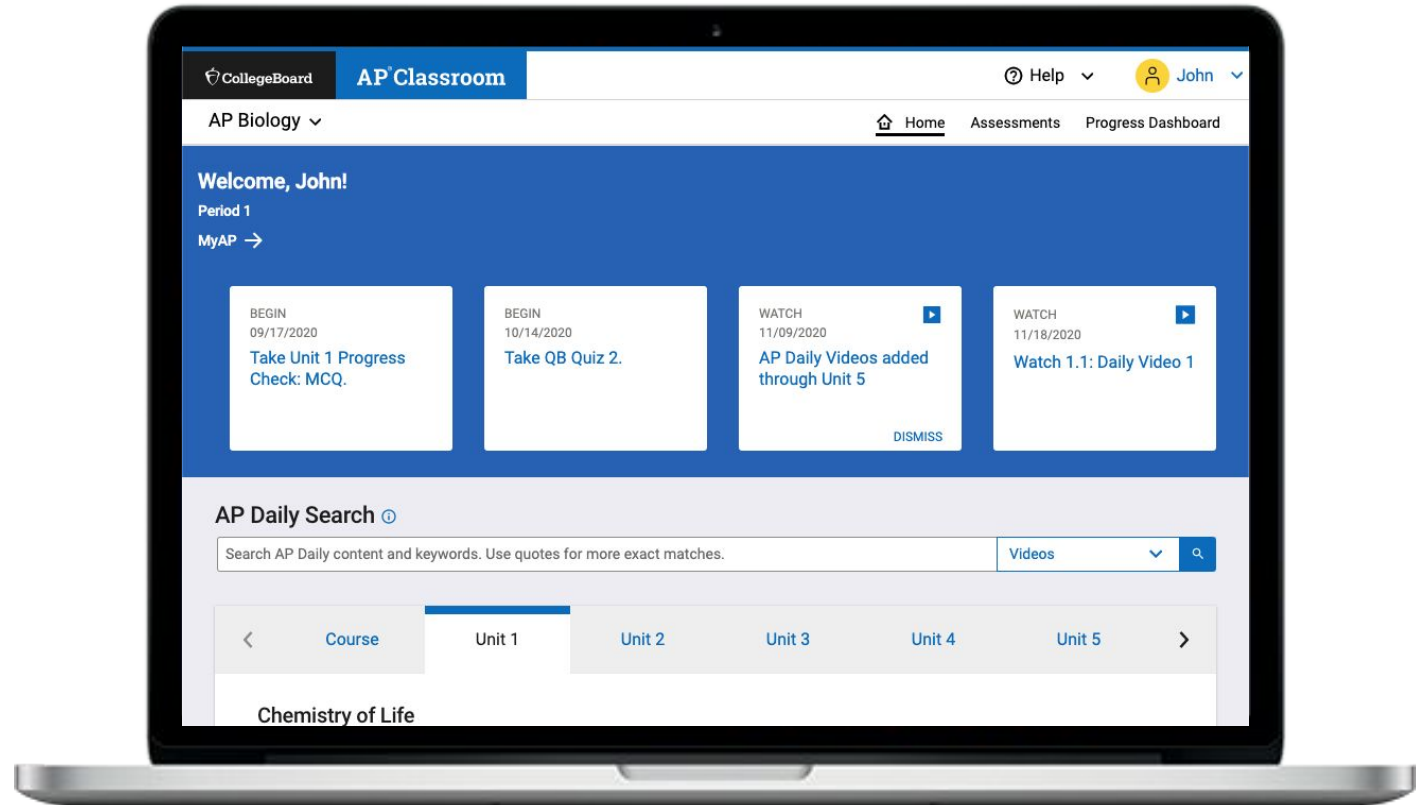 CollegeBoard
AP Classroom
Help
John
AP Biology
Home
Assessments
Progress Dashboard
Welcome, John!
Period 1
MyAP
BEGIN
09/17/2020
Take Unit 1 Progress
Check: MCQ.
BEGIN
10/14/2020
Take QB Quiz 2.
WATCH
11/09/2020
AP Daily Videos added
through Unit 5
DISMISS
WATCH
11/18/2020
Watch 1.1: Daily Video 1
AP Daily Search
Search AP Daily content and keywords. Use quotes for more exact matches.
Videos
Course
Unit 1
Unit 2
Unit 3
Unit 4
Unit 5
Chemistry of Life